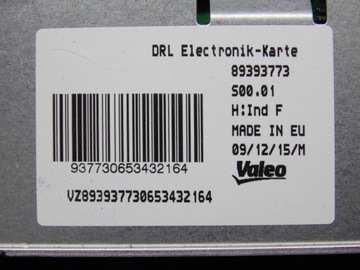 DRL Electronik-Karte
89393773
S00.01
H:Ind F
MADE IN EU
09/12/15/M
Valeo
937730653432164
VZ893937730653432164